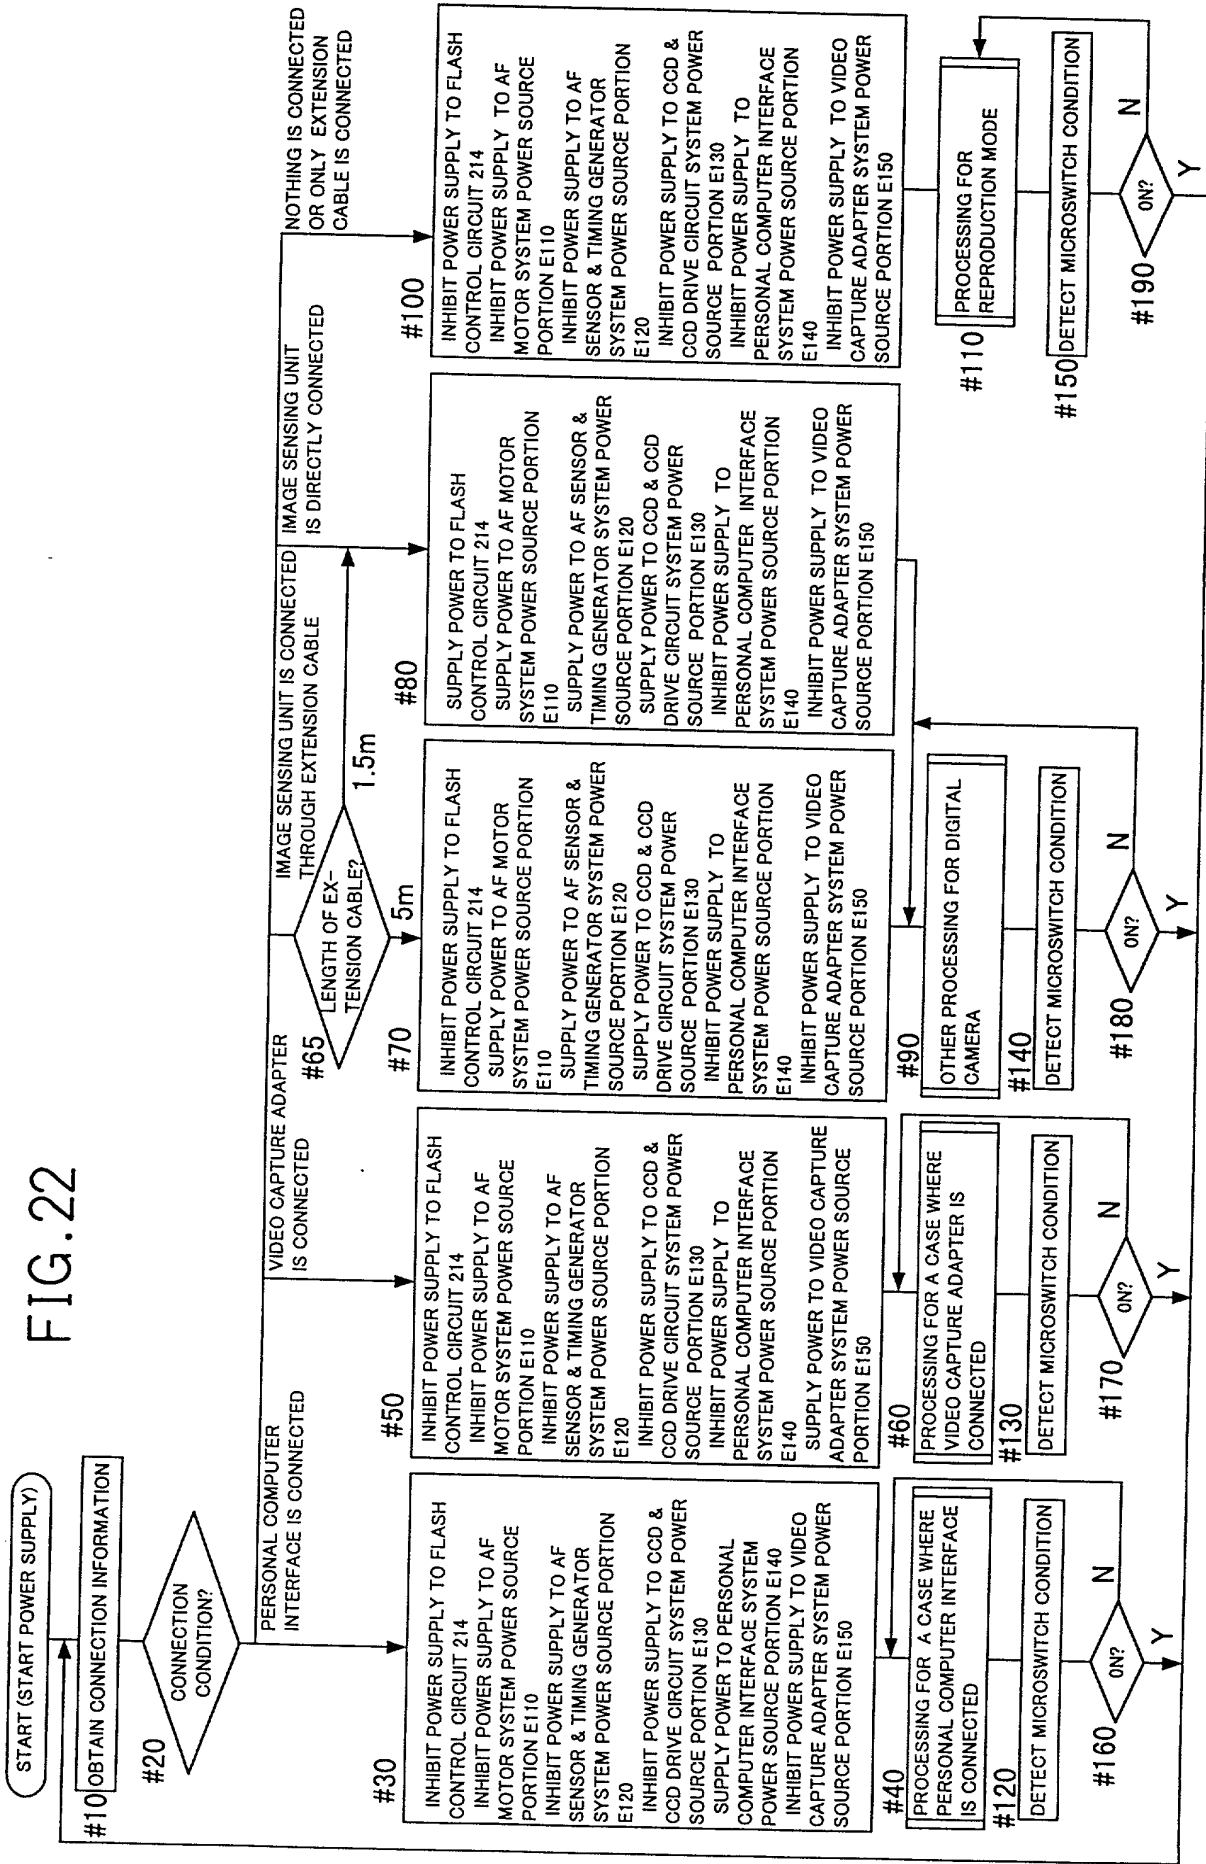 FIG.22
START (START POWER SUPPLY)
#10
OBTAIN CONNECTION INFORMATION
#20
CONNECTION
CONDITION?
PERSONAL COMPUTER
INTERFACE IS CONNECTED
VIDEO CAPTURE ADAPTER
IS CONNECTED
IMAGE SENSING UNIT IS CONNECTED
THROUGH EXTENSION CABLE
IMAGE SENSING UNIT
IS DIRECTLY CONNECTED
NOTHING IS CONNECTED
OR ONLY EXTENSION
CABLE IS CONNECTED
#65
LENGTH OF EX-
TENSION CABLE?
1.5m
5m
#30
INHIBIT POWER SUPPLY TO FLASH
CONTROL CIRCUIT 214
INHIBIT POWER SUPPLY TO AF
MOTOR SYSTEM POWER SOURCE
PORTION E110
INHIBIT POWER SUPPLY TO AF
SENSOR & TIMING GENERATOR
SYSTEM POWER SOURCE PORTION
E120
INHIBIT POWER SUPPLY TO CCD &
CCD DRIVE CIRCUIT SYSTEM POWER
SOURCE PORTION E130
SUPPLY POWER TO PERSONAL
COMPUTER INTERFACE SYSTEM
POWER SOURCE PORTION E140
INHIBIT POWER SUPPLY TO VIDEO
CAPTURE ADAPTER SYSTEM POWER
SOURCE PORTION E150
#40
PROCESSING FOR A CASE WHERE
PERSONAL COMPUTER INTERFACE
IS CONNECTED
#120
DETECT MICROSWITCH CONDITION
#160
ON?
N
Y
#50
INHIBIT POWER SUPPLY TO FLASH
CONTROL CIRCUIT 214
INHIBIT POWER SUPPLY TO AF
MOTOR SYSTEM POWER SOURCE
PORTION E110
INHIBIT POWER SUPPLY TO AF
SENSOR & TIMING GENERATOR
SYSTEM POWER SOURCE PORTION
E120
INHIBIT POWER SUPPLY TO CCD &
CCD DRIVE CIRCUIT SYSTEM POWER
SOURCE PORTION E130
INHIBIT POWER SUPPLY TO
PERSONAL COMPUTER INTERFACE
SYSTEM POWER SOURCE PORTION
E140
SUPPLY POWER TO VIDEO CAPTURE
ADAPTER SYSTEM POWER SOURCE
PORTION E150
#60
PROCESSING FOR A CASE WHERE
VIDEO CAPTURE ADAPTER IS
CONNECTED
#130
DETECT MICROSWITCH CONDITION
#170
ON?
N
Y
#70
INHIBIT POWER SUPPLY TO FLASH
CONTROL CIRCUIT 214
SUPPLY POWER TO AF MOTOR
SYSTEM POWER SOURCE PORTION
E110
SUPPLY POWER TO AF SENSOR &
TIMING GENERATOR SYSTEM POWER
SOURCE PORTION E120
SUPPLY POWER TO CCD & CCD
DRIVE CIRCUIT SYSTEM POWER
SOURCE PORTION E130
INHIBIT POWER SUPPLY TO
PERSONAL COMPUTER INTERFACE
SYSTEM POWER SOURCE PORTION
E140
INHIBIT POWER SUPPLY TO VIDEO
CAPTURE ADAPTER SYSTEM POWER
SOURCE PORTION E150
#80
SUPPLY POWER TO FLASH
CONTROL CIRCUIT 214
SUPPLY POWER TO AF MOTOR
SYSTEM POWER SOURCE PORTION
E110
SUPPLY POWER TO AF SENSOR &
TIMING GENERATOR SYSTEM POWER
SOURCE PORTION E120
SUPPLY POWER TO CCD & CCD
DRIVE CIRCUIT SYSTEM POWER
SOURCE PORTION E130
INHIBIT POWER SUPPLY TO
PERSONAL COMPUTER INTERFACE
SYSTEM POWER SOURCE PORTION
E140
INHIBIT POWER SUPPLY TO VIDEO
CAPTURE ADAPTER SYSTEM POWER
SOURCE PORTION E150
#90
OTHER PROCESSING FOR DIGITAL
CAMERA
#140
DETECT MICROSWITCH CONDITION
#180
ON?
N
Y
#100
INHIBIT POWER SUPPLY TO FLASH
CONTROL CIRCUIT 214
INHIBIT POWER SUPPLY TO AF
MOTOR SYSTEM POWER SOURCE
PORTION E110
INHIBIT POWER SUPPLY TO AF
SENSOR & TIMING GENERATOR
SYSTEM POWER SOURCE PORTION
E120
INHIBIT POWER SUPPLY TO CCD &
CCD DRIVE CIRCUIT SYSTEM POWER
SOURCE PORTION E130
INHIBIT POWER SUPPLY TO
PERSONAL COMPUTER INTERFACE
SYSTEM POWER SOURCE PORTION
E140
INHIBIT POWER SUPPLY TO VIDEO
CAPTURE ADAPTER SYSTEM POWER
SOURCE PORTION E150
#110
PROCESSING FOR
REPRODUCTION MODE
#150
DETECT MICROSWITCH CONDITION
#190
ON?
N
Y